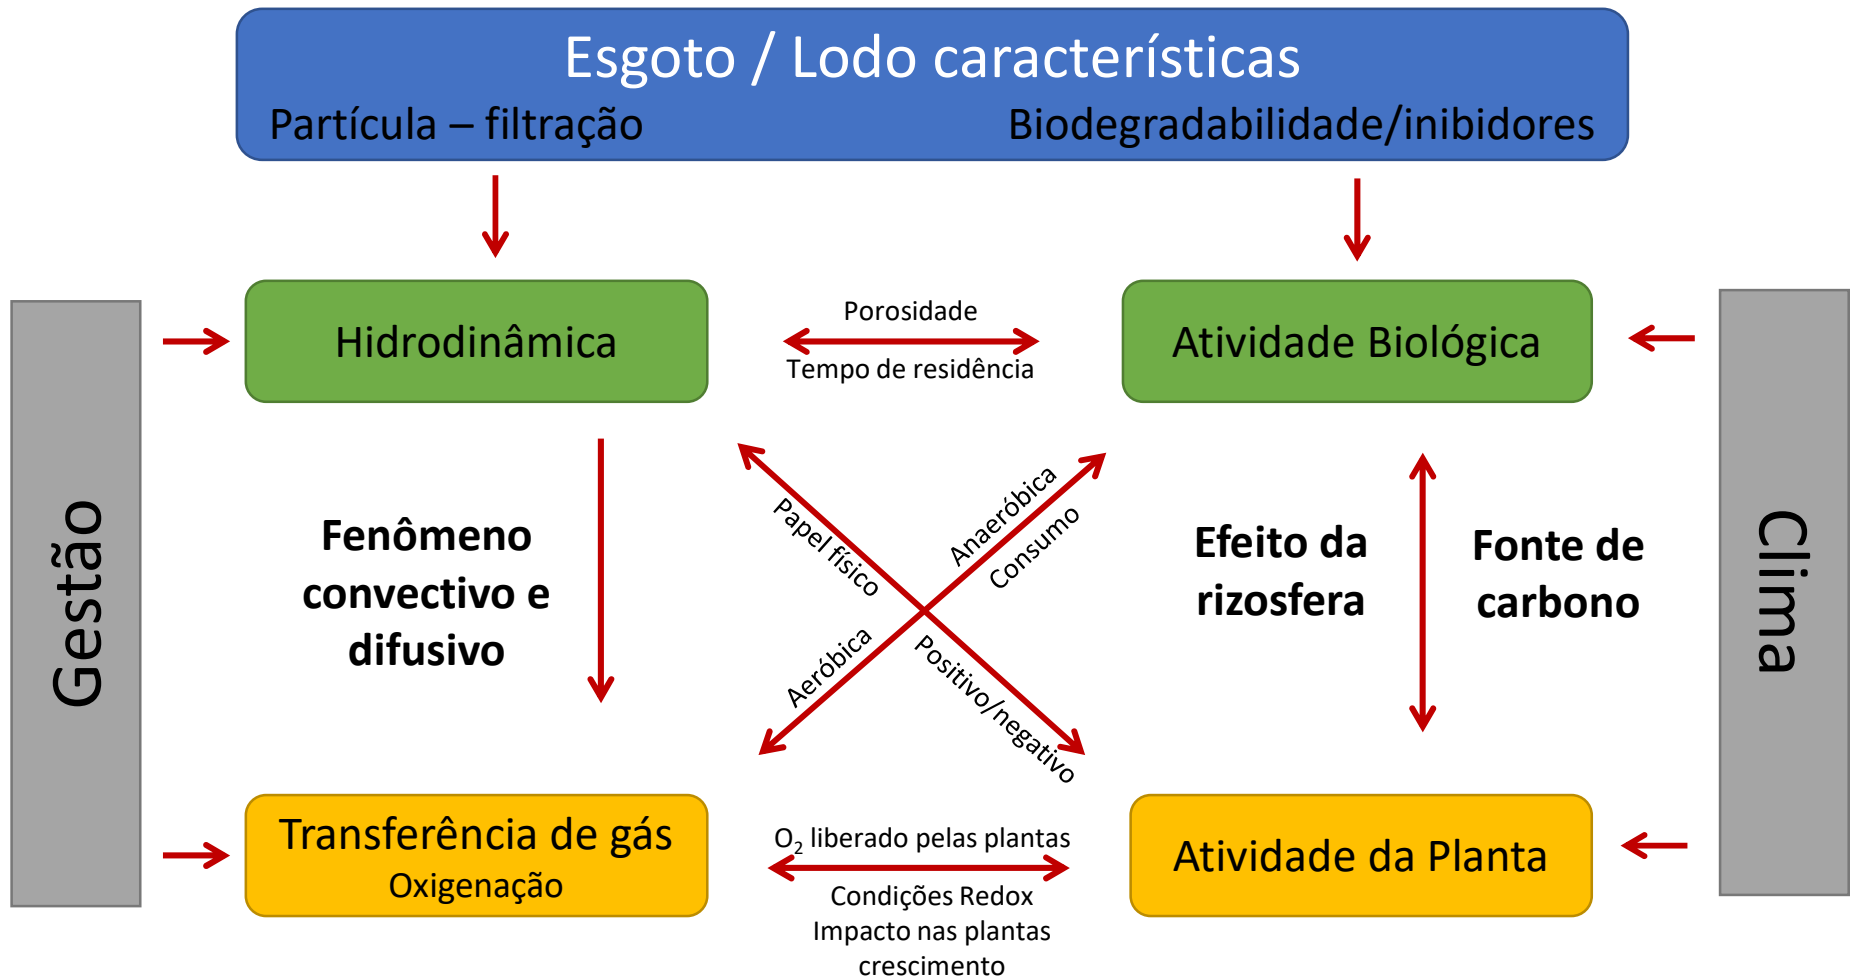 Esgoto / Lodo características
Partícula – filtração
Biodegradabilidade/inibidores
Gestão
Hidrodinâmica
Porosidade
Tempo de residência
Atividade Biológica
Clima
Fenômeno
convectivo e
difusivo
Papel físico
Positivo/negativo
Anaeróbica
Consumo
Aeróbica
Efeito da
rizosfera
Fonte de
carbono
Transferência de gás
Oxigenação
O₂ liberado pelas plantas
Condições Redox
Impacto nas plantas
crescimento
Atividade da Planta